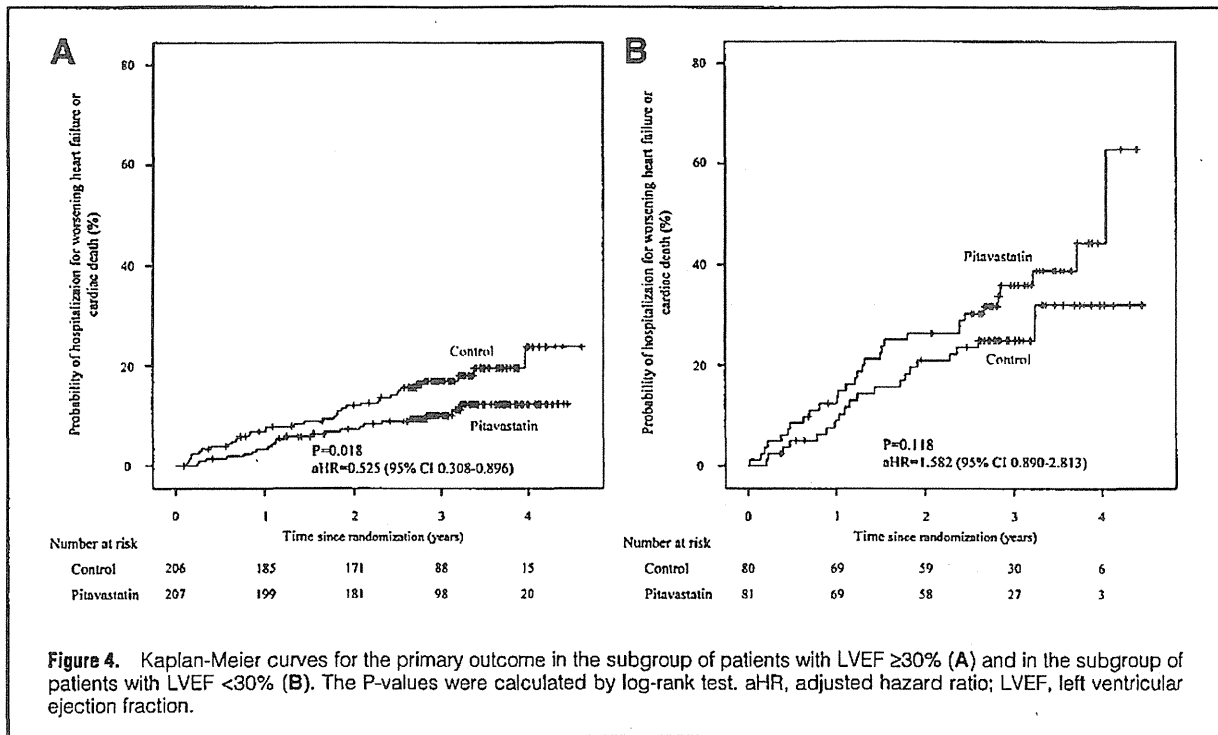 A
Probability of hospitalizaion for worsening heart failure or
cardiac death (%)
80
60
40
20
0
Control
Pitavastatin
P=0.018
aHR=0.525 (95% CI 0.308-0.896)
0 1 2 3 4
Time since randomization (years)
Number at risk
Control 206 185 171 88 15
Pitavastatin 207 199 181 98 20
B
Probability of hospitalizaion for worsening heart failure or
cardiac death (%)
80
60
40
20
0
Pitavastatin
Control
P=0.118
aHR=1.582 (95% CI 0.890-2.813)
0 1 2 3 4
Time since randomization (years)
Number at risk
Control 80 69 59 30 6
Pitavastatin 81 69 58 27 3
Figure 4. Kaplan-Meier curves for the primary outcome in the subgroup of patients with LVEF ≥30% (A) and in the subgroup of
patients with LVEF <30% (B). The P-values were calculated by log-rank test. aHR, adjusted hazard ratio; LVEF, left ventricular
ejection fraction.